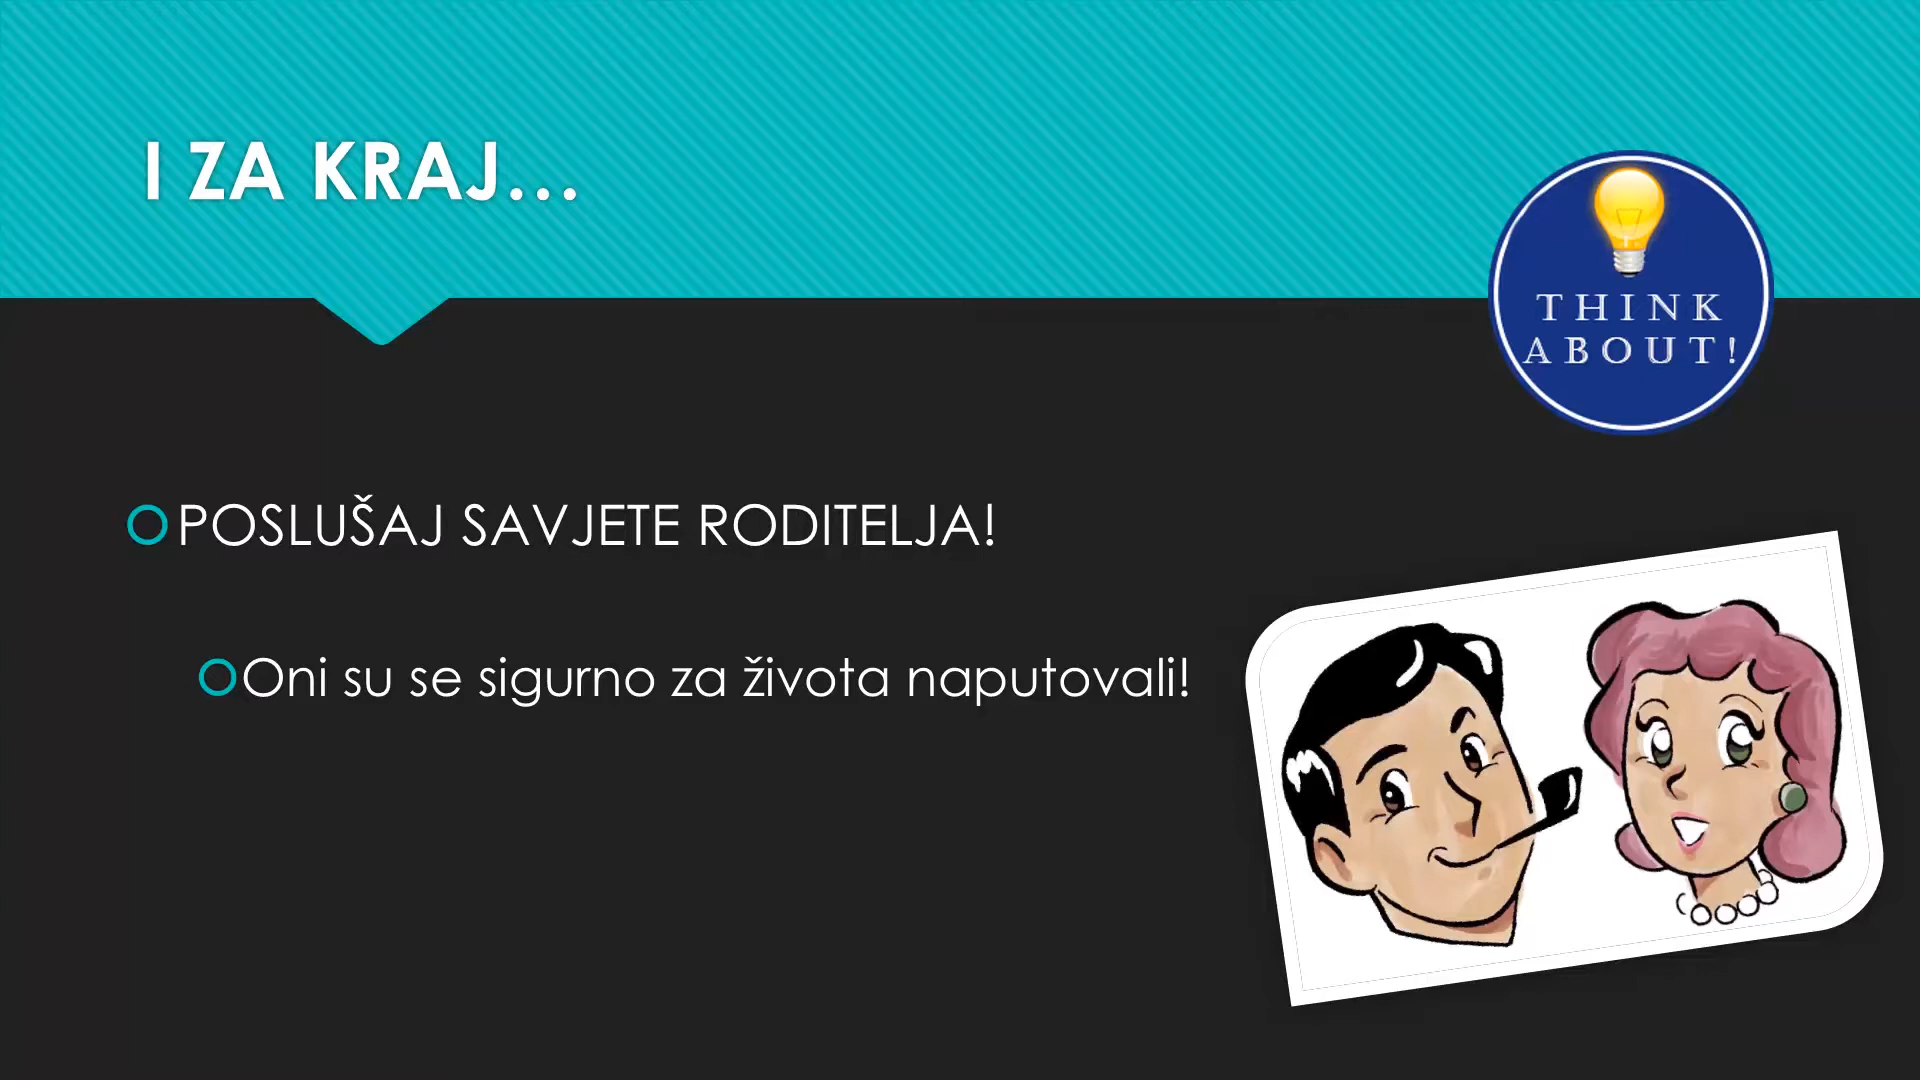 I ZA KRAJ...
THINK
ABOUT!
POSLUŠAJ SAVJETE RODITELJA!
Oni su se sigurno za života naputovali!